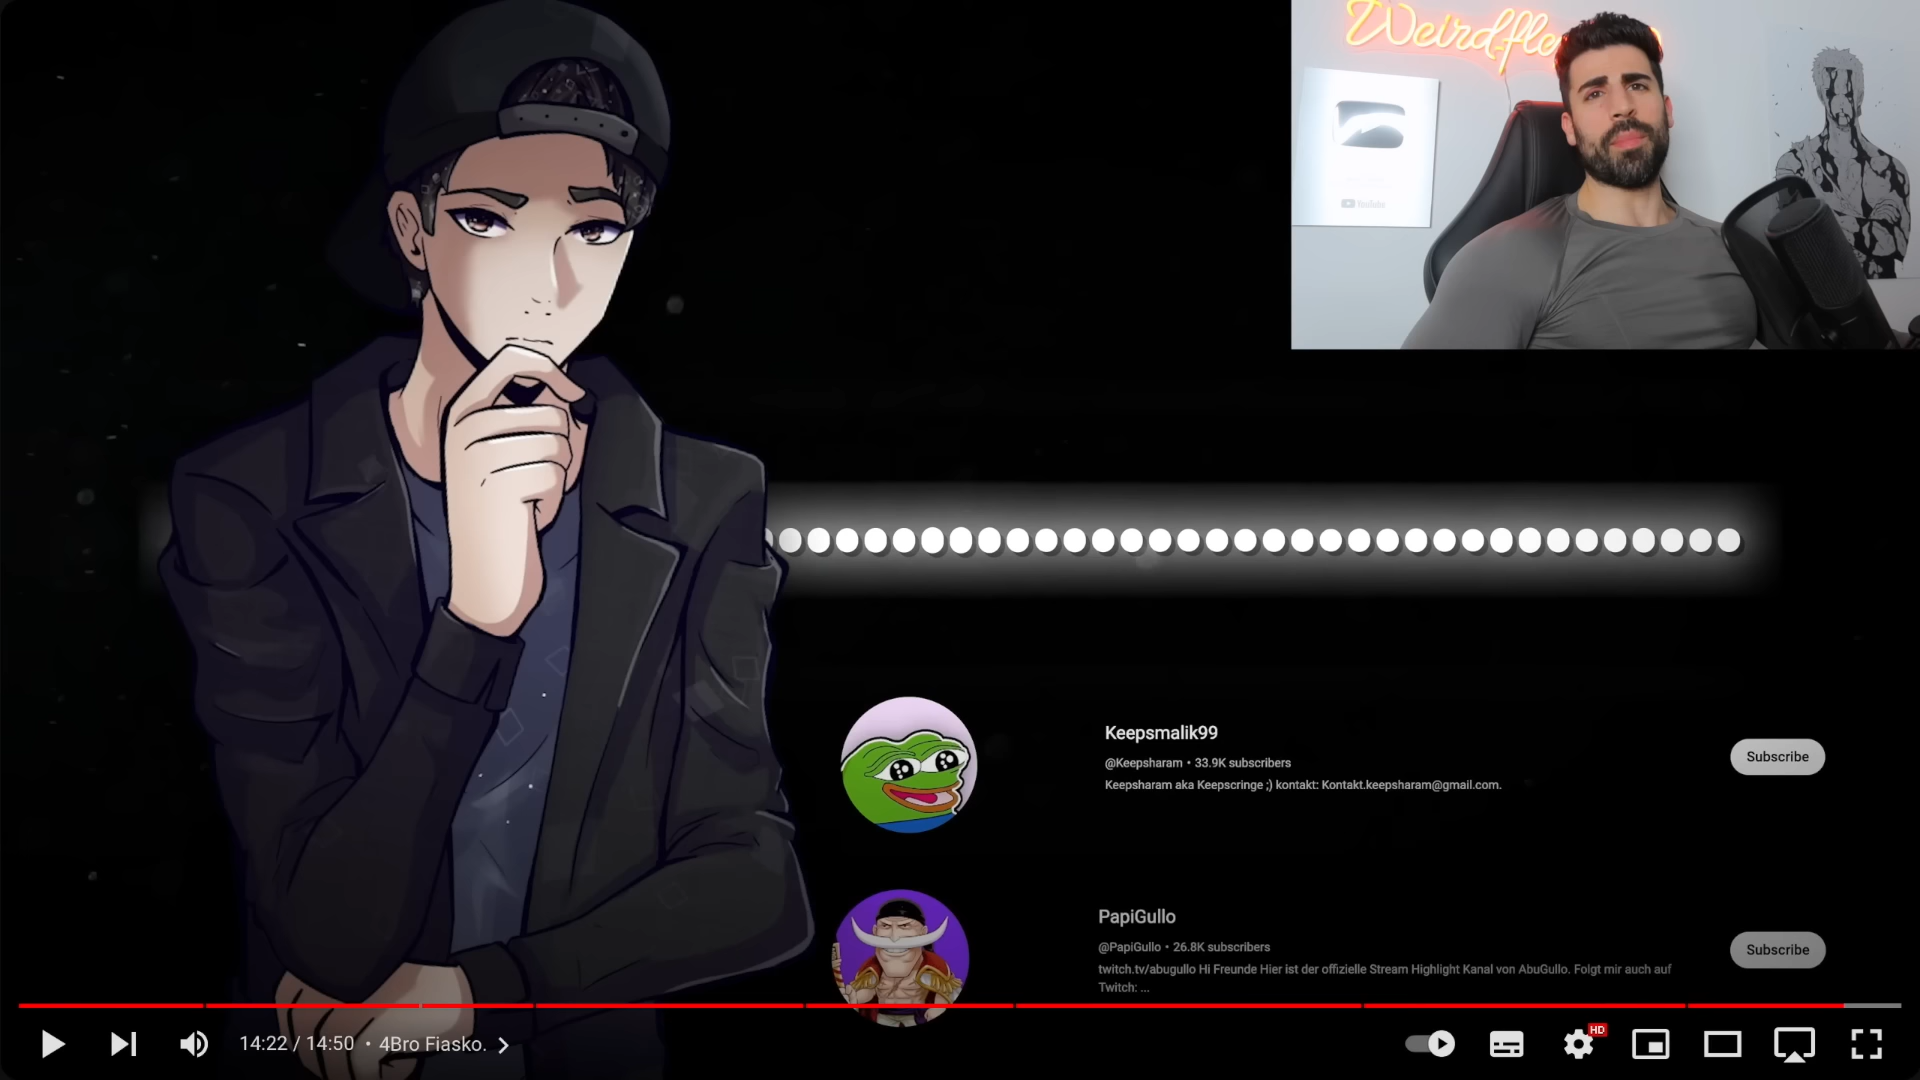 YouTube
Keepsmalik99
@Keepsharam • 33.9K subscribers
Keepsharam aka Keepscringe ;) kontakt: Kontakt.keepsharam@gmail.com.
Subscribe
PapiGullo
@PapiGullo • 26.8K subscribers
twitch.tv/abugullo Hi Freunde Hier ist der offizielle Stream Highlight Kanal von AbuGullo. Folgt mir auch auf
Twitch: ...
Subscribe
14:22 / 14:50 • 4Bro Fiasko.
HD